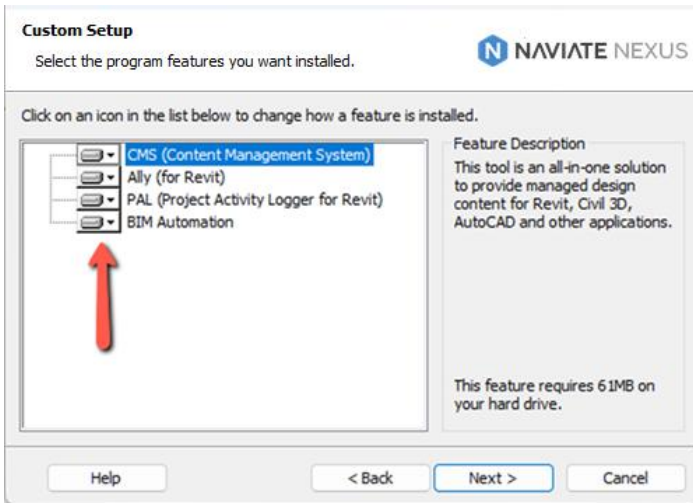 Custom Setup
Select the program features you want installed.
N NAVIATE NEXUS
Click on an icon in the list below to change how a feature is installed.
CMS (Content Management System)
Ally (for Revit)
PAL (Project Activity Logger for Revit)
BIM Automation
Feature Description
This tool is an all-in-one solution
to provide managed design
content for Revit, Civil 3D,
AutoCAD and other applications.
This feature requires 61MB on
your hard drive.
Help
< Back
Next >
Cancel